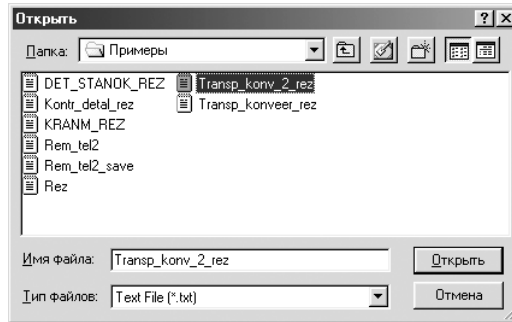 Открыть
Папка: Примеры
DET_STANOK_REZ Transp_konv_2_rez
Kontr_detal_rez Transp_konveer_rez
KRANM_REZ
Rem_tel2
Rem_tel2_save
Rez
Имя файла: Transp_konv_2_rez Открыть
Тип файлов: Text File (*.txt) Отмена